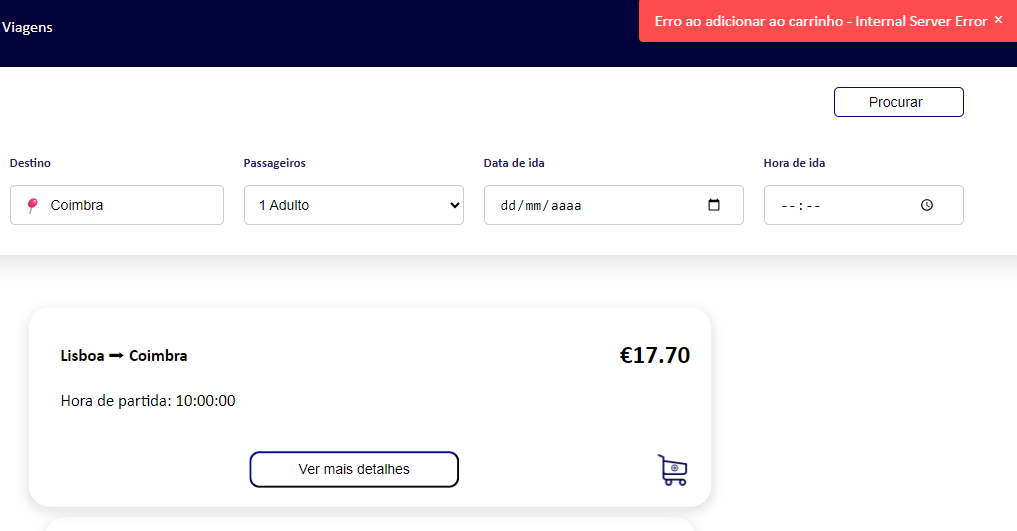 Viagens
Erro ao adicionar ao carrinho - Internal Server Error ×
Procurar
Destino
Passageiros
Data de ida
Hora de ida
Coimbra
1 Adulto
dd/mm/aaaa
--:--
Lisboa ➡ Coimbra
€17.70
Hora de partida: 10:00:00
Ver mais detalhes